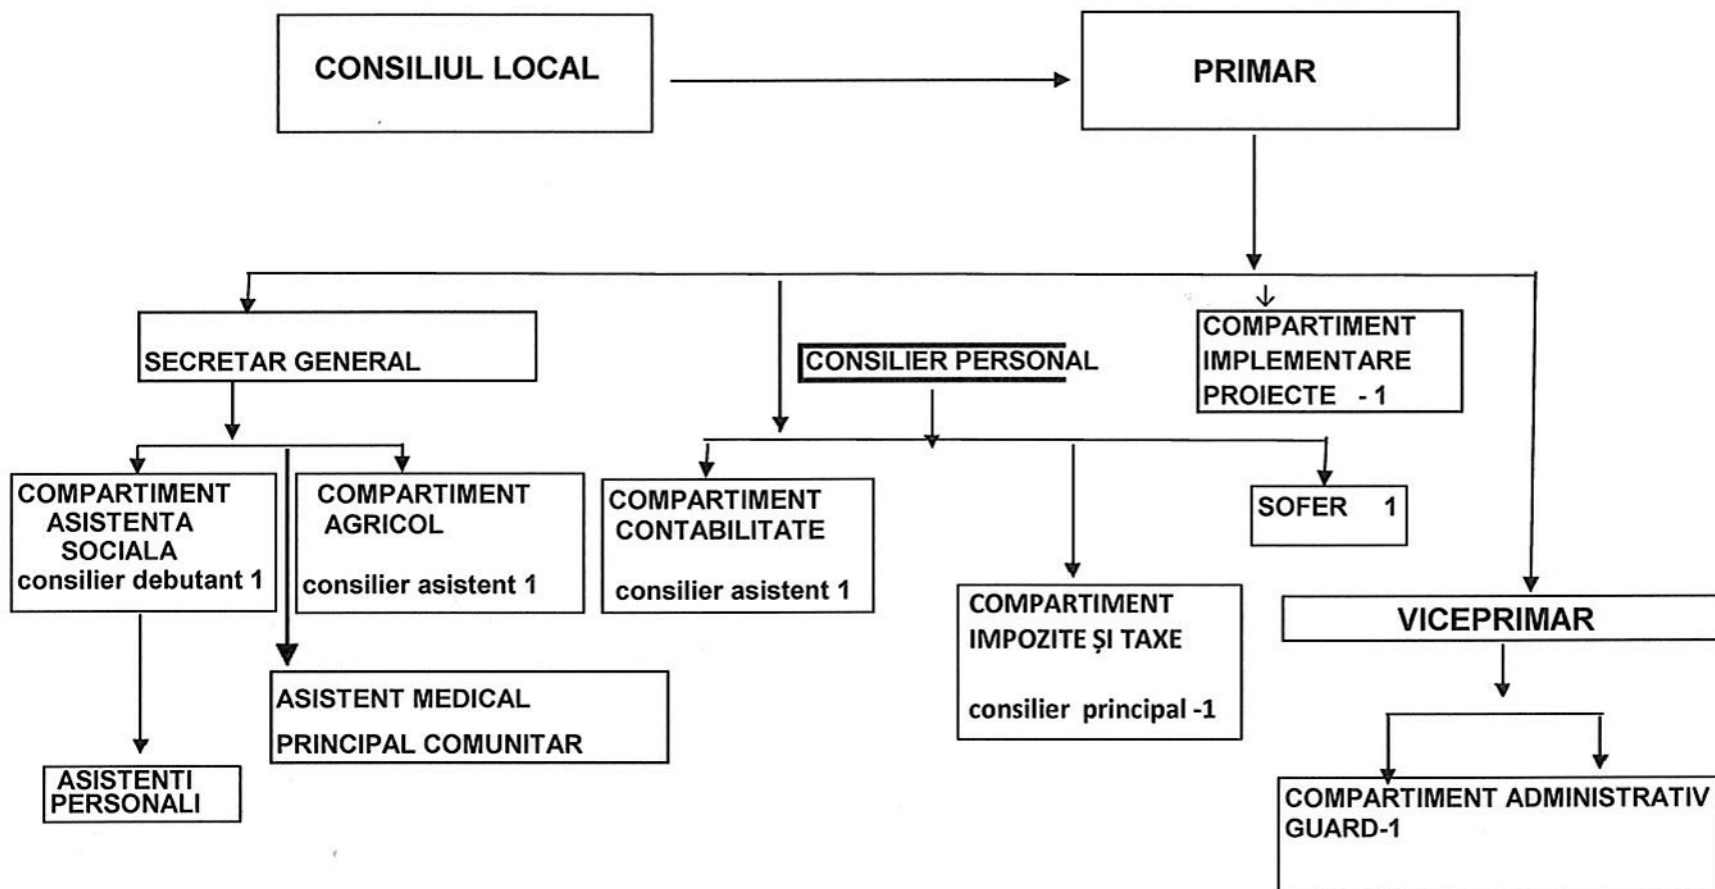 CONSILIUL LOCAL
PRIMAR
SECRETAR GENERAL
CONSILIER PERSONAL
COMPARTIMENT
IMPLEMENTARE
PROIECTE - 1
COMPARTIMENT
ASISTENTA
SOCIALA
consilier debutant 1
COMPARTIMENT
AGRICOL
consilier asistent 1
COMPARTIMENT
CONTABILITATE
consilier asistent 1
SOFER 1
COMPARTIMENT
IMPOZITE ȘI TAXE
consilier principal -1
VICEPRIMAR
ASISTENT MEDICAL
PRINCIPAL COMUNITAR
ASISTENTI
PERSONALI
COMPARTIMENT ADMINISTRATIV
GUARD-1